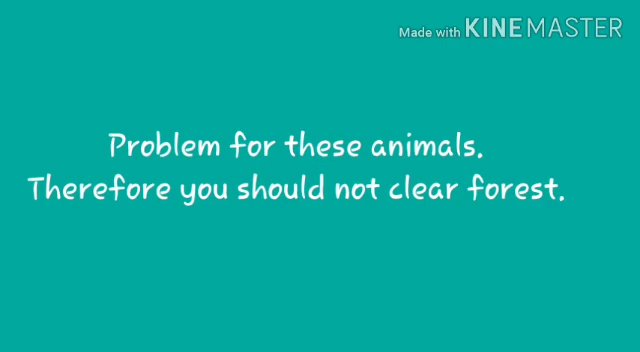 Made with KINEMASTER
Problem for these animals.
Therefore you should not clear forest.